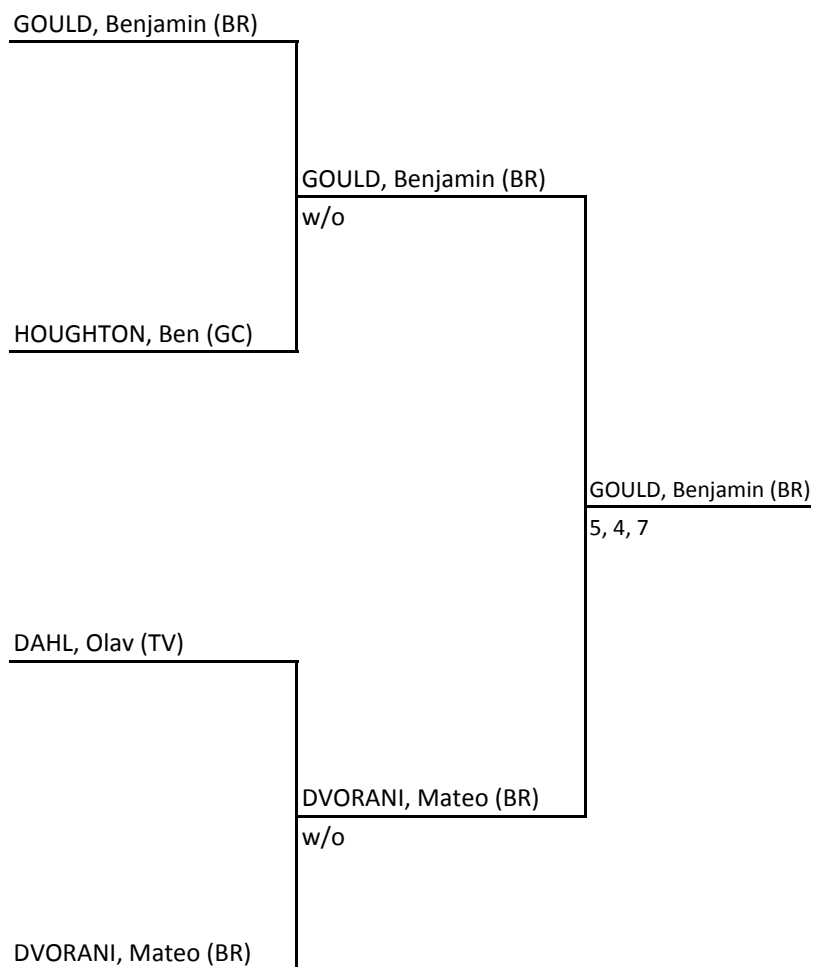 GOULD, Benjamin (BR)
GOULD, Benjamin (BR)
w/o
HOUGHTON, Ben (GC)
GOULD, Benjamin (BR)
5, 4, 7
DAHL, Olav (TV)
DVORANI, Mateo (BR)
w/o
DVORANI, Mateo (BR)